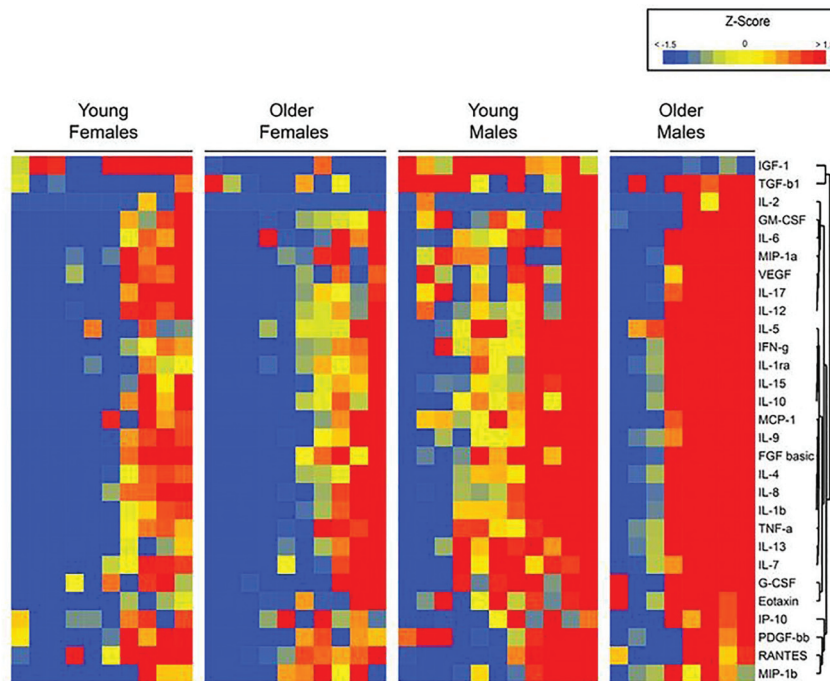 Z-Score
< -1.5 0 > 1.
Young Females
Older Females
Young Males
Older Males
IGF-1
TGF-b1
IL-2
GM-CSF
IL-6
MIP-1a
VEGF
IL-17
IL-12
IL-5
IFN-g
IL-1ra
IL-15
IL-10
MCP-1
IL-9
FGF basic
IL-4
IL-8
IL-1b
TNF-a
IL-13
IL-7
G-CSF
Eotaxin
IP-10
PDGF-bb
RANTES
MIP-1b